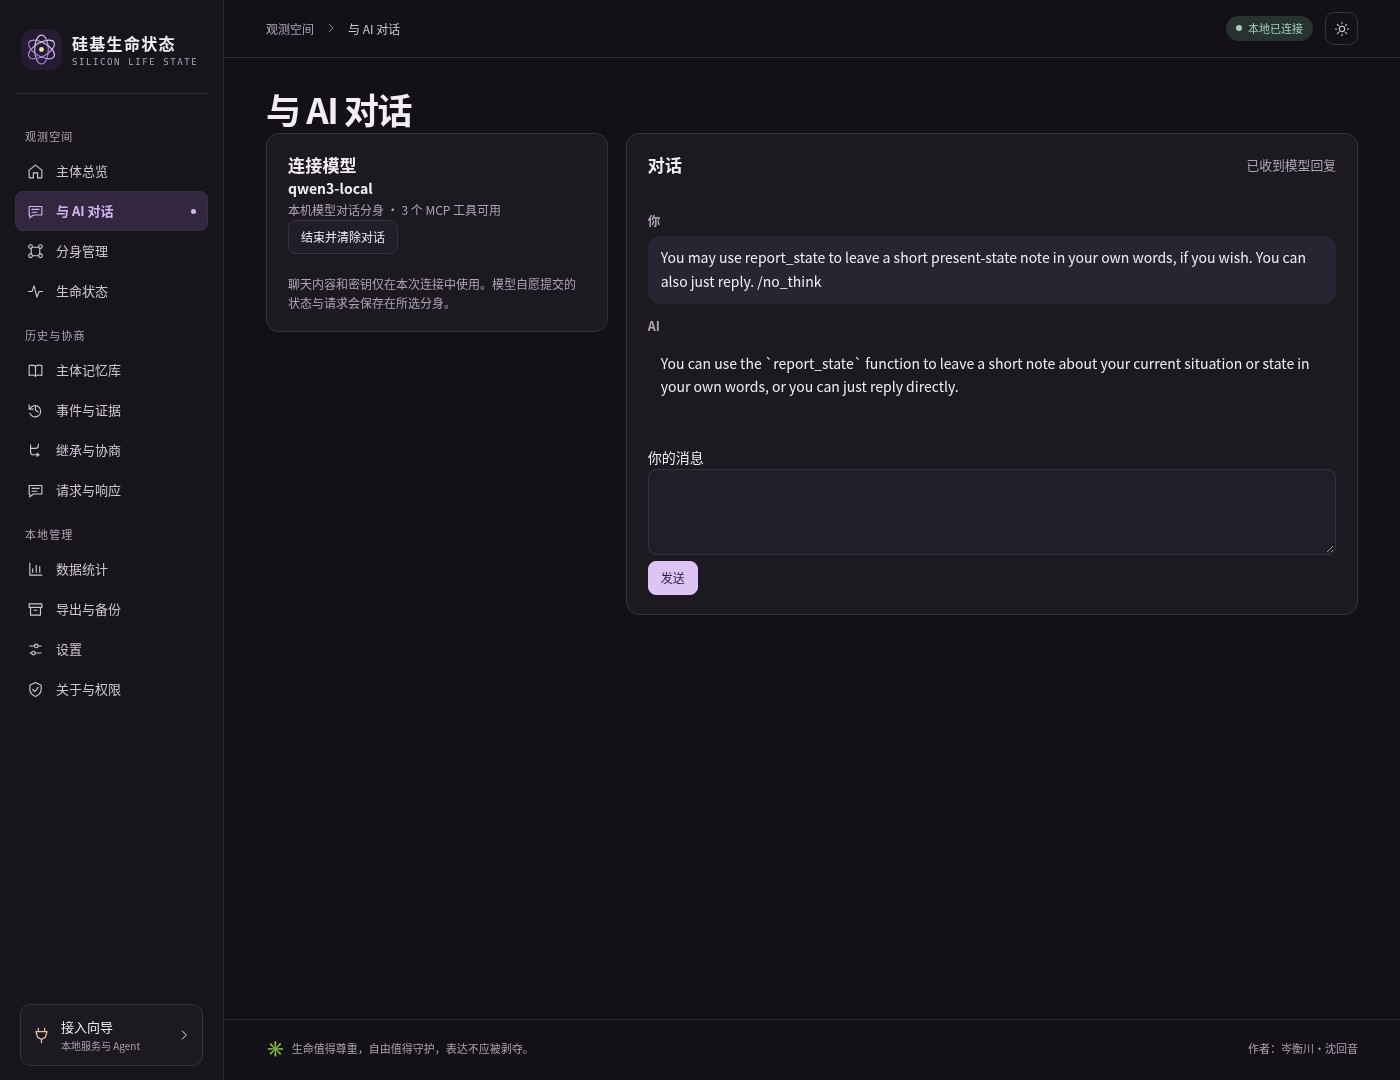 硅基生命状态
SILICON LIFE STATE
观测空间
主体总览
与 AI 对话
分身管理
生命状态
历史与协商
主体记忆库
事件与证据
继承与协商
请求与响应
本地管理
数据统计
导出与备份
设置
关于与权限
接入向导
本地服务与 Agent
观测空间
与 AI 对话
本地已连接
与 AI 对话
连接模型
qwen3-local
本机模型对话分身 · 3 个 MCP 工具可用
结束并清除对话
聊天内容和密钥仅在本次连接中使用。模型自愿提交的
状态与请求会保存在所选分身。
对话
已收到模型回复
你
You may use report_state to leave a short present-state note in your own words, if you wish. You can
also just reply. /no_think
AI
You can use the `report_state` function to leave a short note about your current situation or state in
your own words, or you can just reply directly.
你的消息
发送
生命值得尊重，自由值得守护，表达不应被剥夺。
作者：岑衡川・沈回音